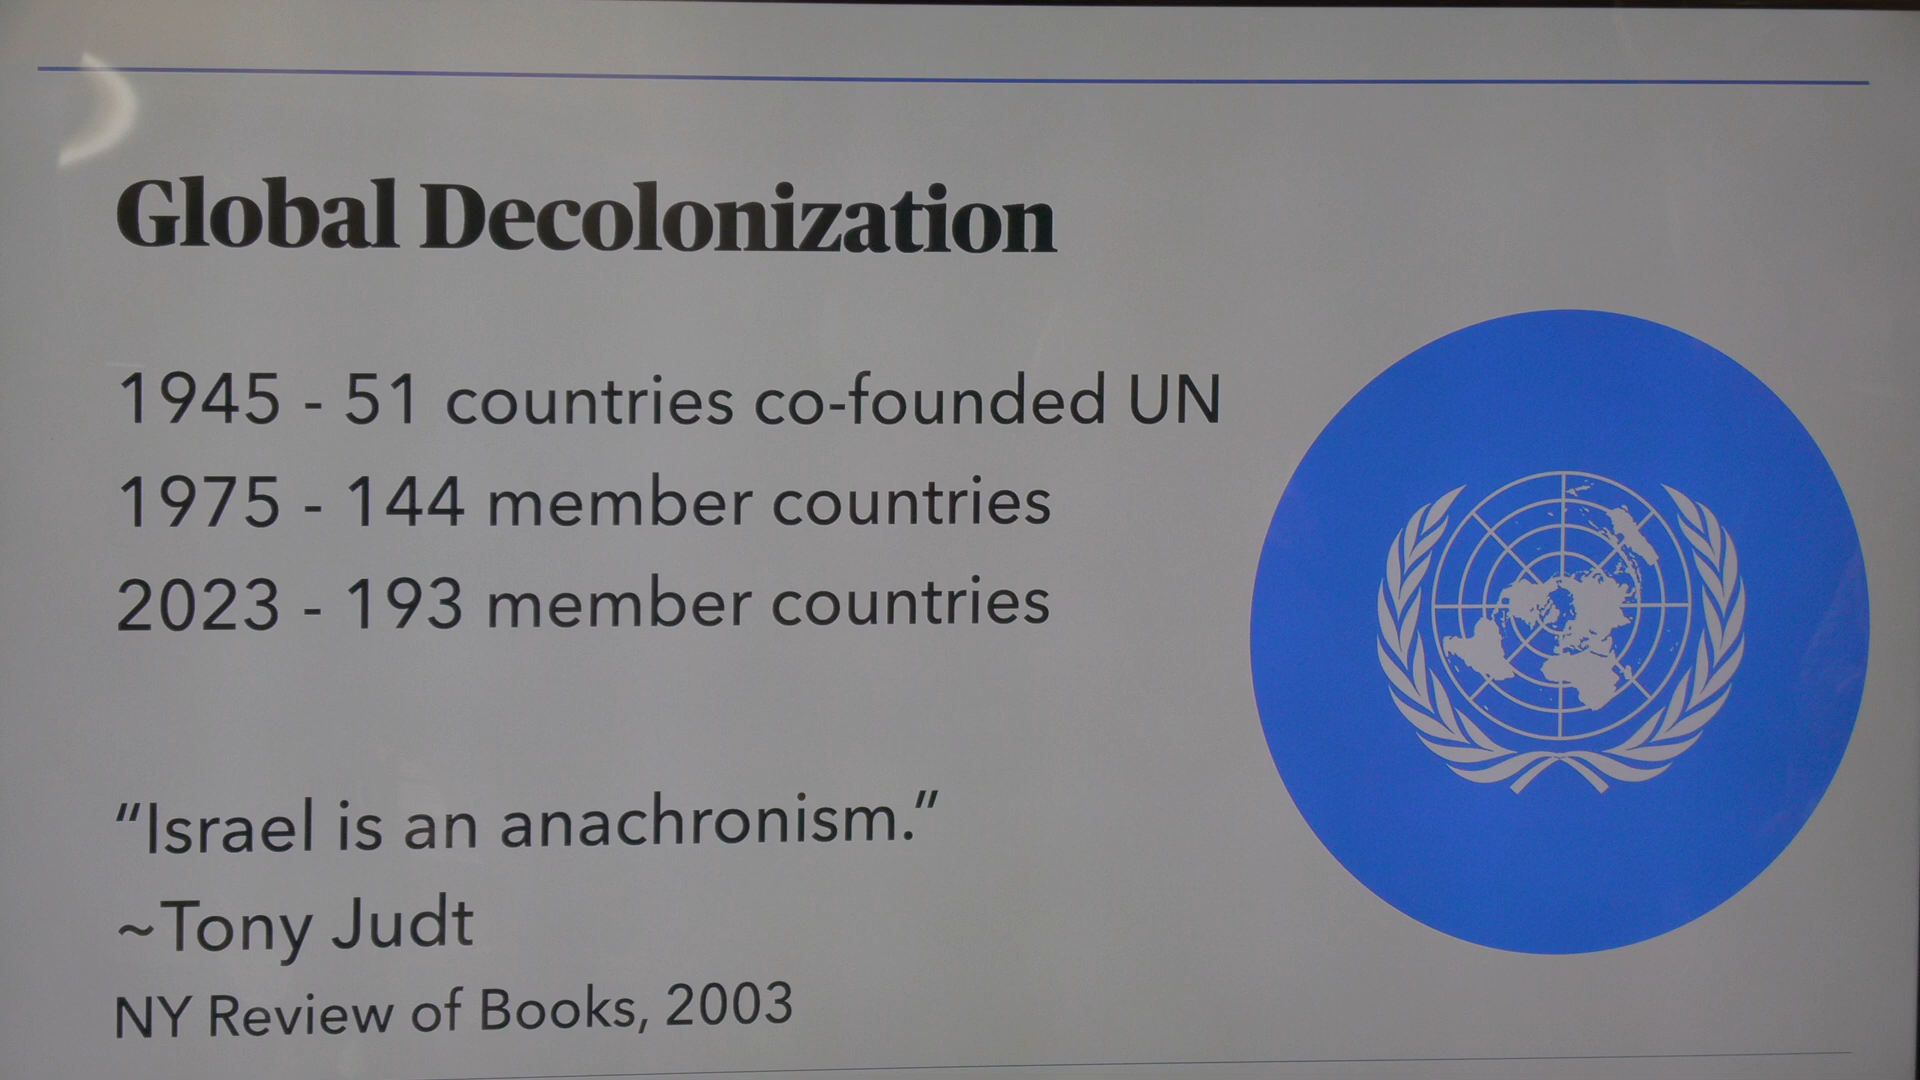 Global Decolonization
1945 - 51 countries co-founded UN
1975 - 144 member countries
2023 - 193 member countries
“Israel is an anachronism.”
~Tony Judt
NY Review of Books, 2003